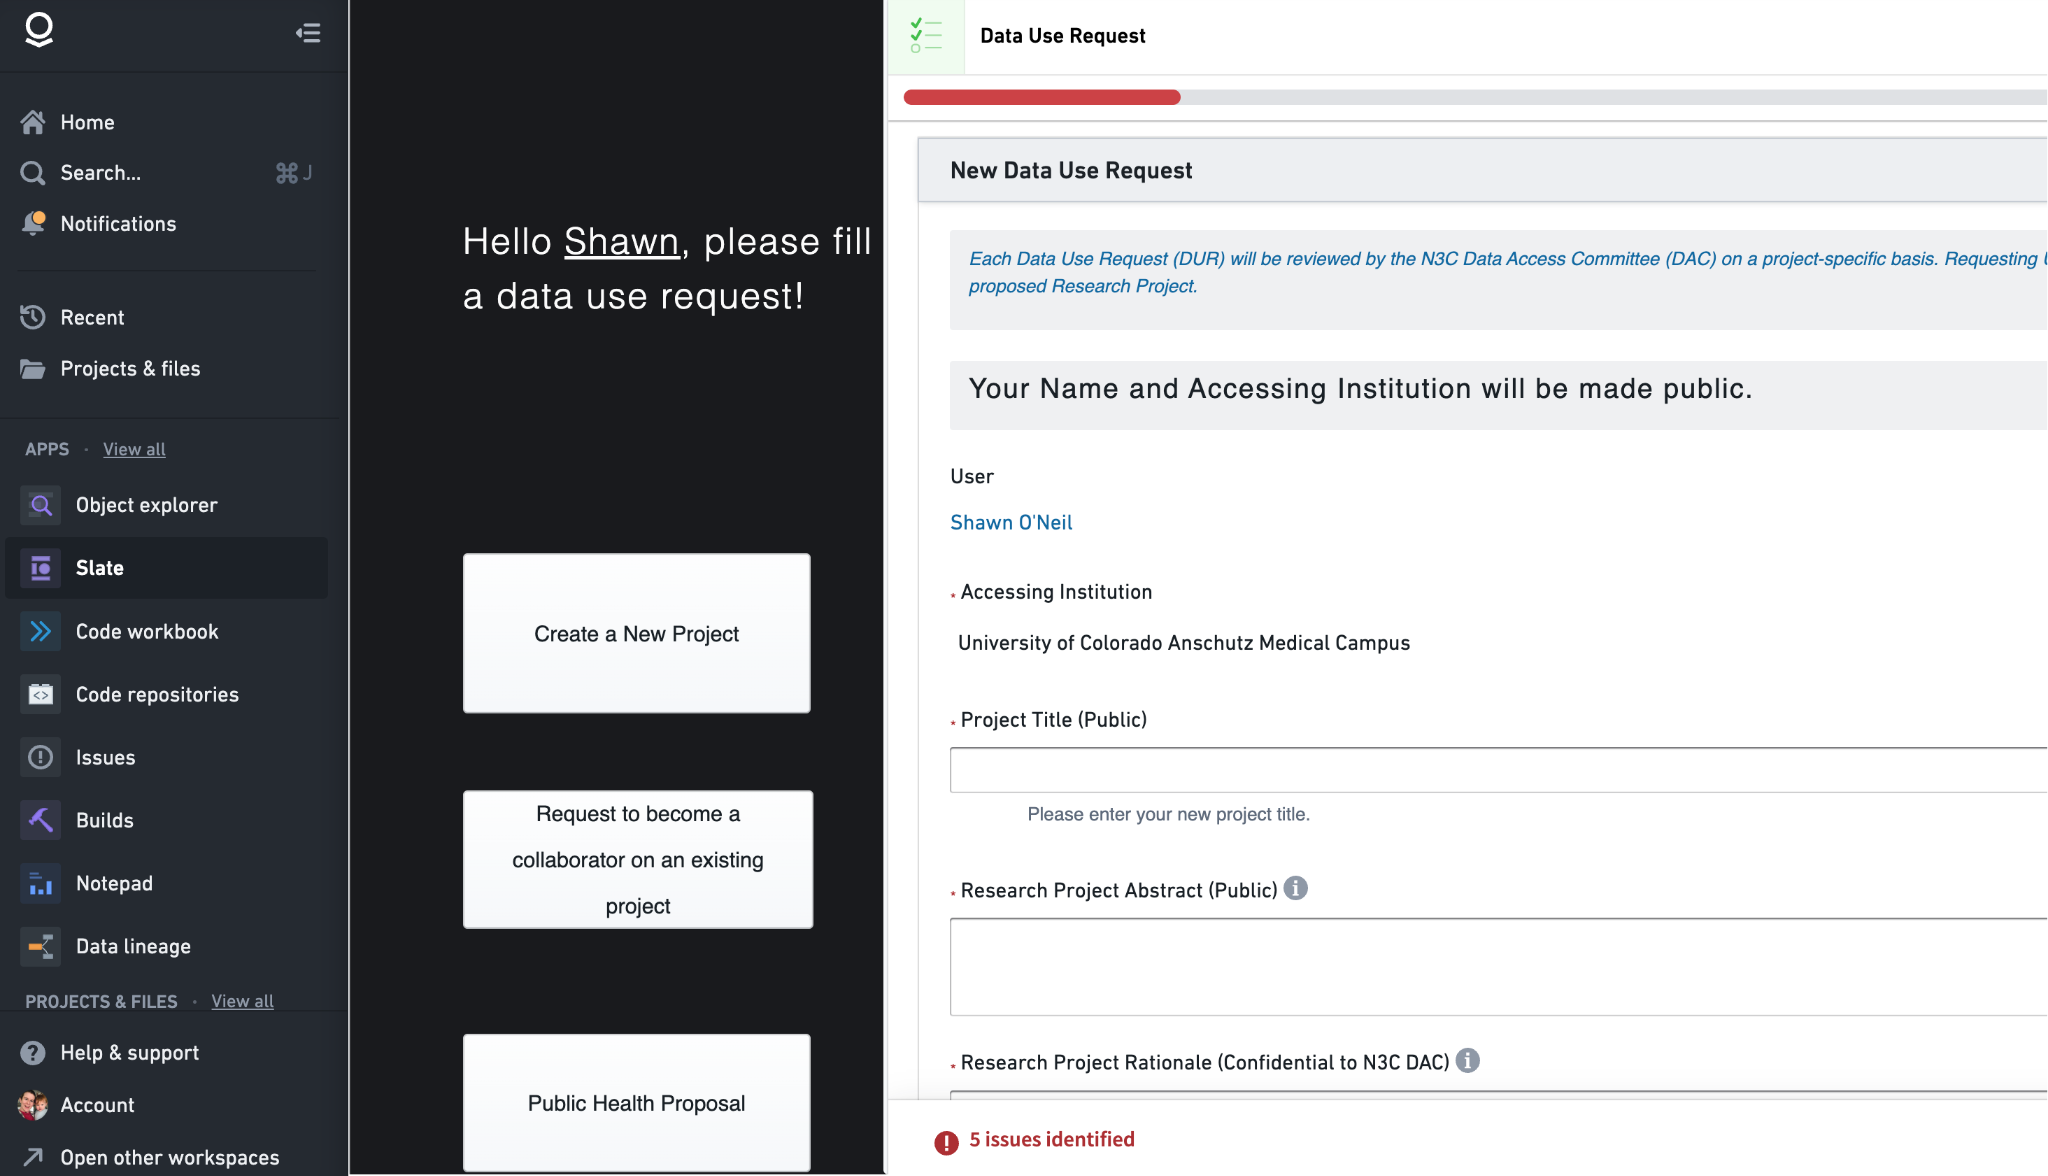 Home
Search...
⌘ J
Notifications
Recent
Projects & files
APPS · View all
Object explorer
Slate
Code workbook
Code repositories
Issues
Builds
Notepad
Data lineage
PROJECTS & FILES · View all
Help & support
Account
Open other workspaces
Hello Shawn, please fill
a data use request!
Create a New Project
Request to become a
collaborator on an existing
project
Public Health Proposal
Data Use Request
New Data Use Request
Each Data Use Request (DUR) will be reviewed by the N3C Data Access Committee (DAC) on a project-specific basis. Requesting
proposed Research Project.
Your Name and Accessing Institution will be made public.
User
Shawn O'Neil
* Accessing Institution
University of Colorado Anschutz Medical Campus
* Project Title (Public)
Please enter your new project title.
* Research Project Abstract (Public)
* Research Project Rationale (Confidential to N3C DAC)
5 issues identified